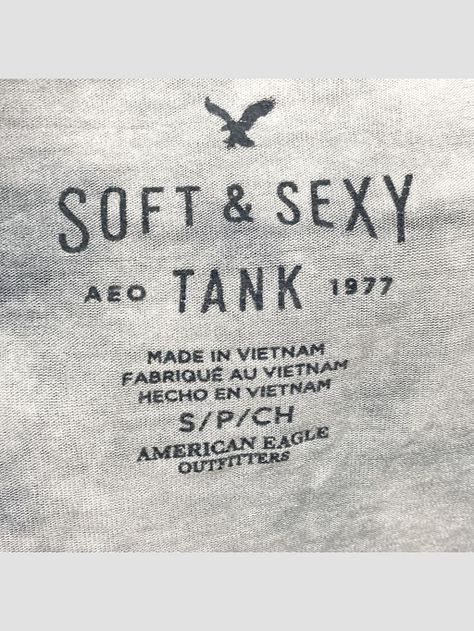 SOFT & SEXY
AEO TANK 1977
MADE IN VIETNAM
FABRIQUÉ AU VIETNAM
HECHO EN VIETNAM
S/P/CH
AMERICAN EAGLE
OUTFITTERS